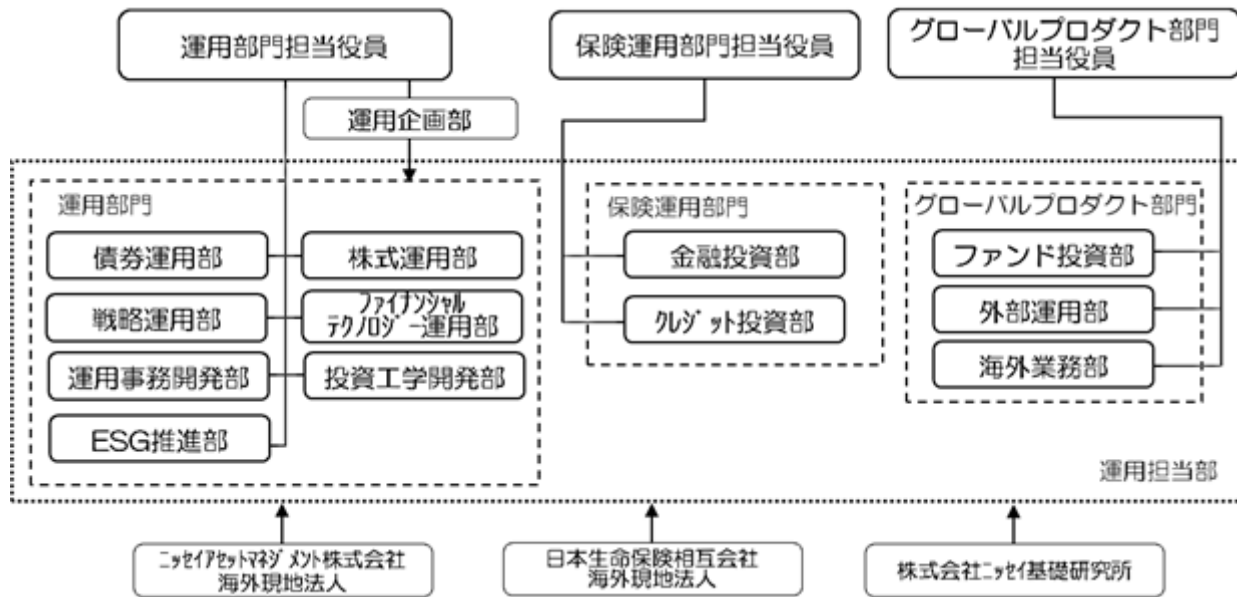 運用部門担当役員
保険運用部門担当役員
グローバルプロダクト部門
担当役員
運用企画部
運用部門
債券運用部
株式運用部
戦略運用部
ファイナンシャル
テクノロジー運用部
運用事務開発部
投資工学開発部
ESG推進部
保険運用部門
金融投資部
クレジット投資部
グローバルプロダクト部門
ファンド投資部
外部運用部
海外業務部
運用担当部
ニッセイアセットマネジメント株式会社
海外現地法人
日本生命保険相互会社
海外現地法人
株式会社ニッセイ基礎研究所